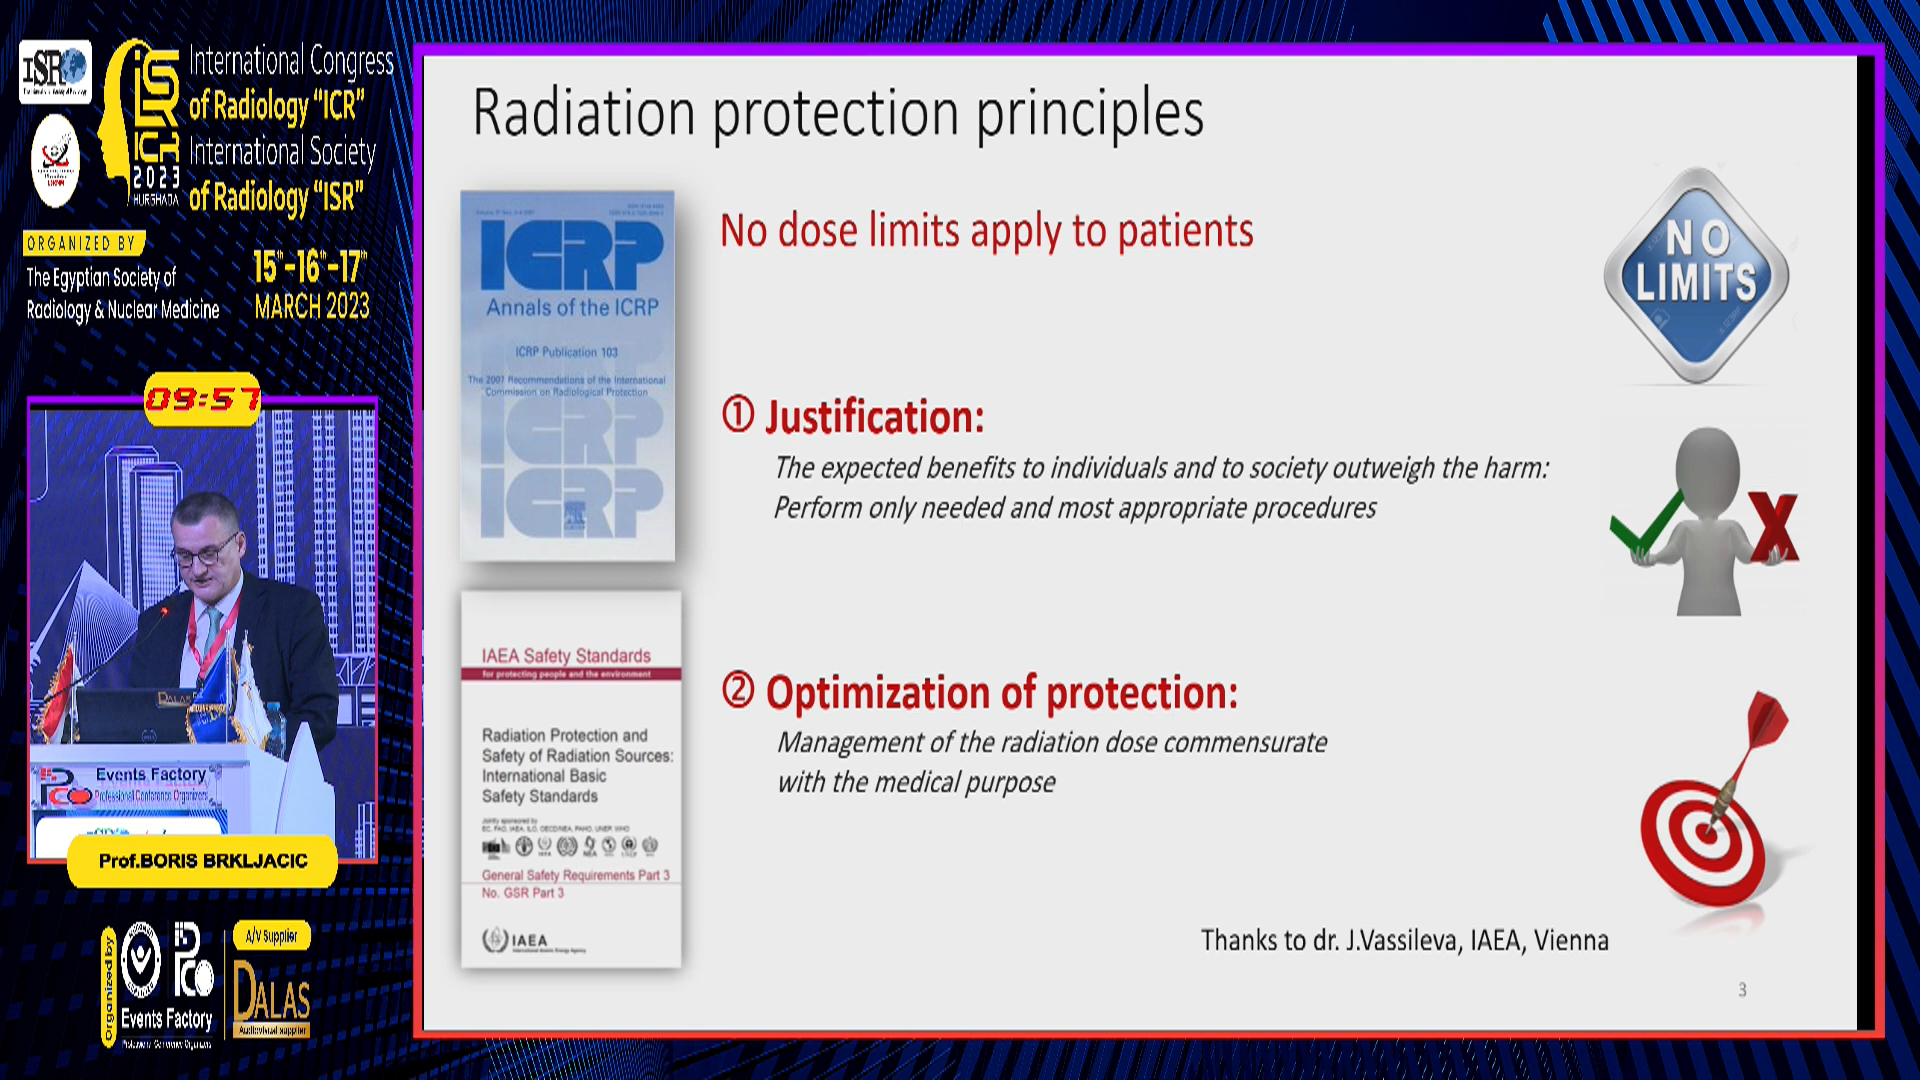 ISR
ISR
ICR
2023
HURGHADA
International Congress
of Radiology “ICR”
International Society
of Radiology “ISR”
ORGANIZED BY
The Egyptian Society of
Radiology & Nuclear Medicine
15th-16th-17th
MARCH 2023
09:57
DALAS
Events Factory
Professional Conference Organizers
Prof.BORIS BRKLJACIC
Organized by
PCO
Events Factory
Professional Conference Organizers
A/V Supplier
DALAS
Audiovisual supplier
Radiation protection principles
ICRP
Annals of the ICRP
ICRP Publication 103
The 2007 Recommendations of the International
Commission on Radiological Protection
ICRP
ICRP
No dose limits apply to patients
NO
LIMITS
① Justification:
The expected benefits to individuals and to society outweigh the harm:
Perform only needed and most appropriate procedures
X
IAEA Safety Standards
for protecting people and the environment
Radiation Protection and
Safety of Radiation Sources:
International Basic
Safety Standards
Jointly sponsored by
EC, FAO, IAEA, ILO, OECD/NEA, PAHO, UNEP, WHO
General Safety Requirements Part 3
No. GSR Part 3
IAEA
International Atomic Energy Agency
② Optimization of protection:
Management of the radiation dose commensurate
with the medical purpose
Thanks to dr. J.Vassileva, IAEA, Vienna
3